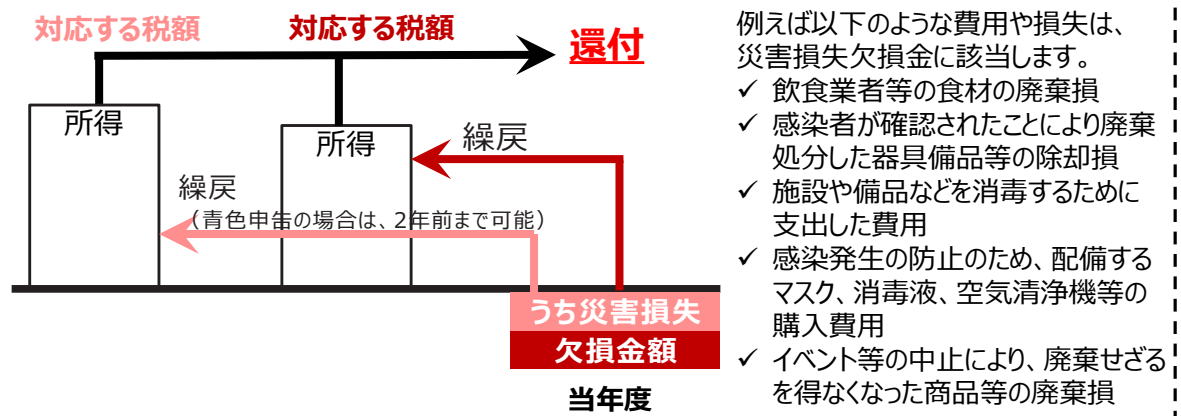 対応する税額
対応する税額
還付
所得
所得
繰戻
繰戻
（青色申告の場合は、2年前まで可能）
うち災害損失
欠損金額
当年度
例えば以下のような費用や損失は、
災害損失欠損金に該当します。
✓ 飲食業者等の食材の廃棄損
✓ 感染者が確認されたことにより廃棄
処分した器具備品等の除却損
✓ 施設や備品などを消毒するために
支出した費用
✓ 感染発生の防止のため、配備する
マスク、消毒液、空気清浄機等の
購入費用
✓ イベント等の中止により、廃棄せざる
を得なくなった商品等の廃棄損